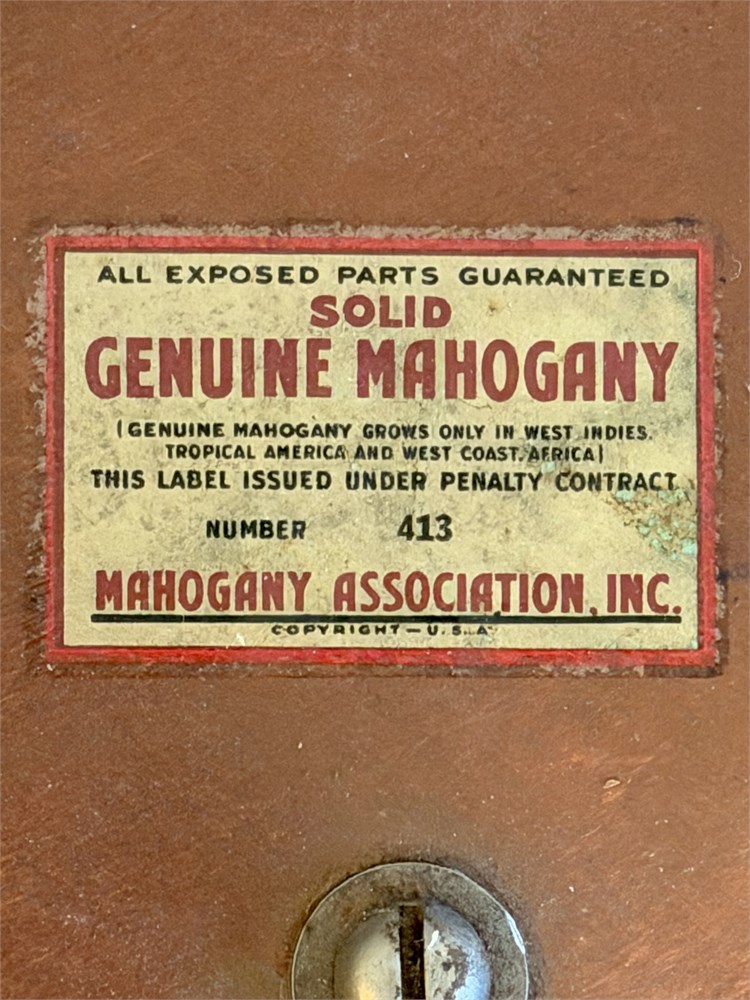 ALL EXPOSED PARTS GUARANTEED
SOLID
GENUINE MAHOGANY
(GENUINE MAHOGANY GROWS ONLY IN WEST INDIES.
TROPICAL AMERICA AND WEST COAST. AFRICA)
THIS LABEL ISSUED UNDER PENALTY CONTRACT
NUMBER 413
MAHOGANY ASSOCIATION, INC.
COPYRIGHT — U.S.A